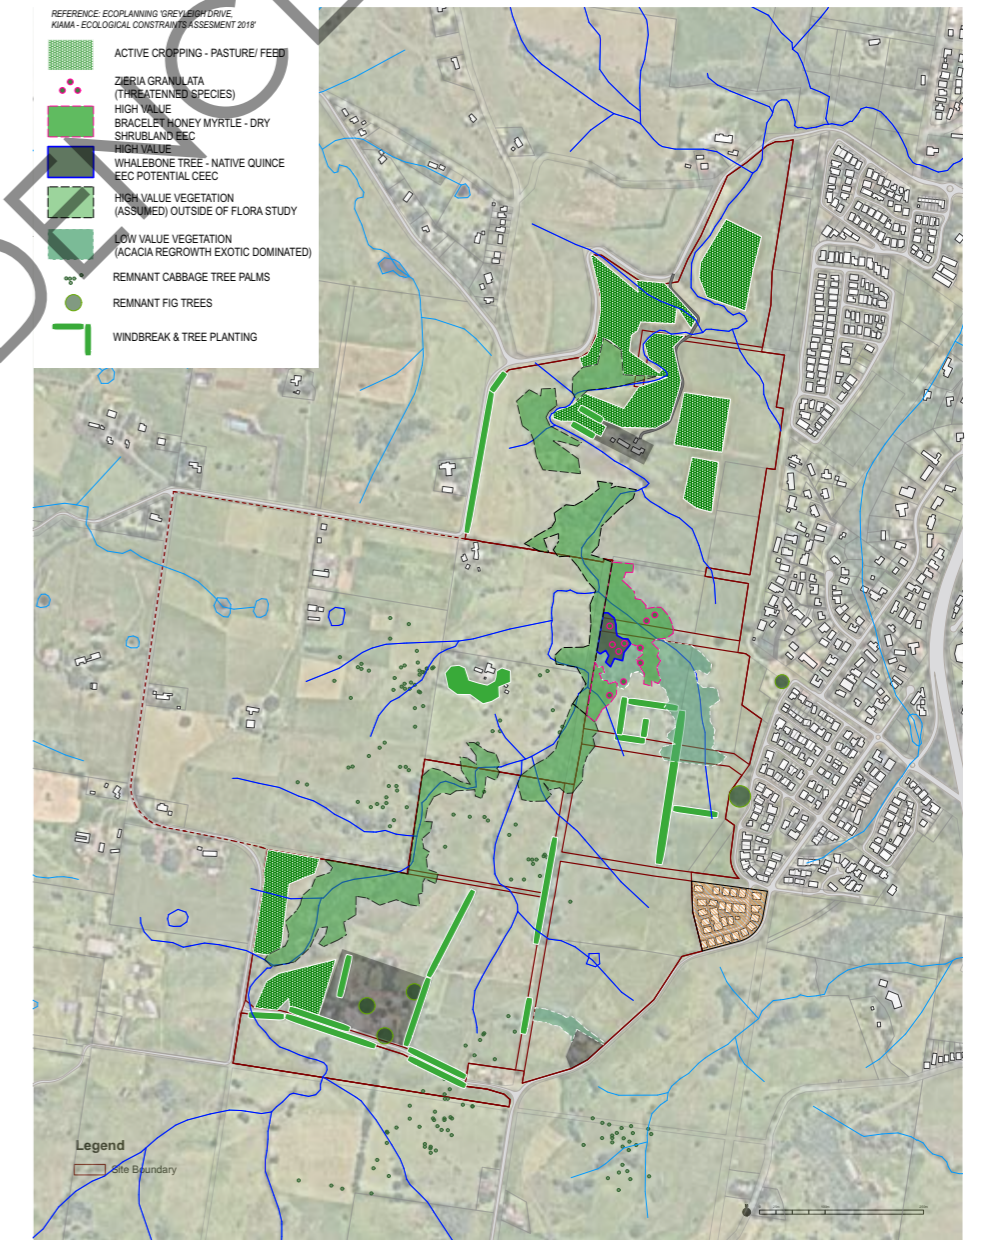 REFERENCE: ECOPLANNING 'GREYLEIGH DRIVE,
KIAMA - ECOLOGICAL CONSTRAINTS ASSESMENT 2018'
ACTIVE CROPPING - PASTURE/ FEED
ZIERIA GRANULATA
(THREATENNED SPECIES)
HIGH VALUE
BRACELET HONEY MYRTLE - DRY
SHRUBLAND EEC
HIGH VALUE
WHALEBONE TREE - NATIVE QUINCE
EEC POTENTIAL CEEC
HIGH VALUE VEGETATION
(ASSUMED) OUTSIDE OF FLORA STUDY
LOW VALUE VEGETATION
(ACACIA REGROWTH EXOTIC DOMINATED)
REMNANT CABBAGE TREE PALMS
REMNANT FIG TREES
WINDBREAK & TREE PLANTING
Legend
Site Boundary